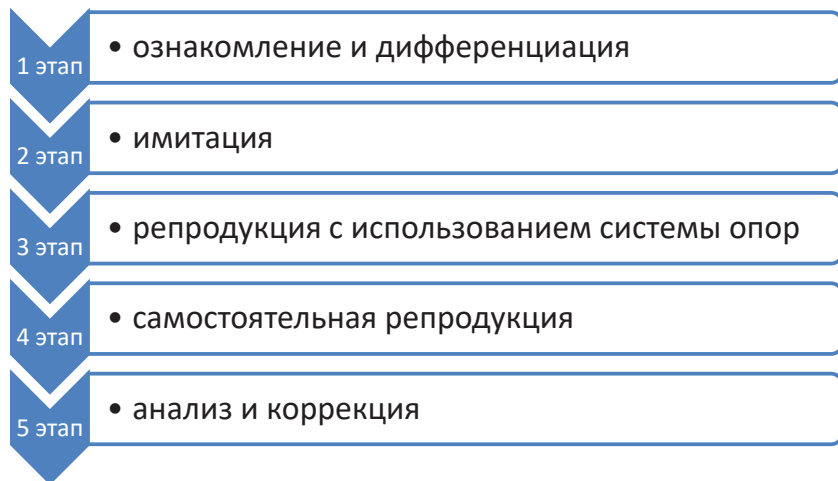 1 этап
• ознакомление и дифференциация
2 этап
• имитация
3 этап
• репродукция с использованием системы опор
4 этап
• самостоятельная репродукция
5 этап
• анализ и коррекция